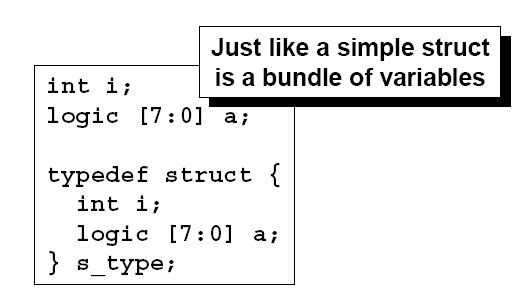 Just like a simple struct
is a bundle of variables
int i;
logic [7:0] a;
typedef struct {
int i;
logic [7:0] a;
} s_type;